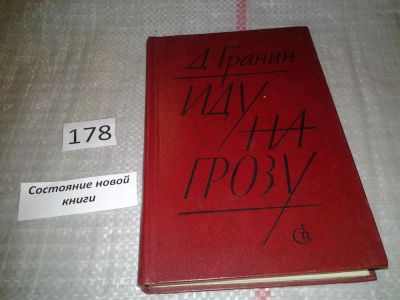 Д. Гранин
ИДУ
НА
ГРОЗУ
178
Состояние новой
книги